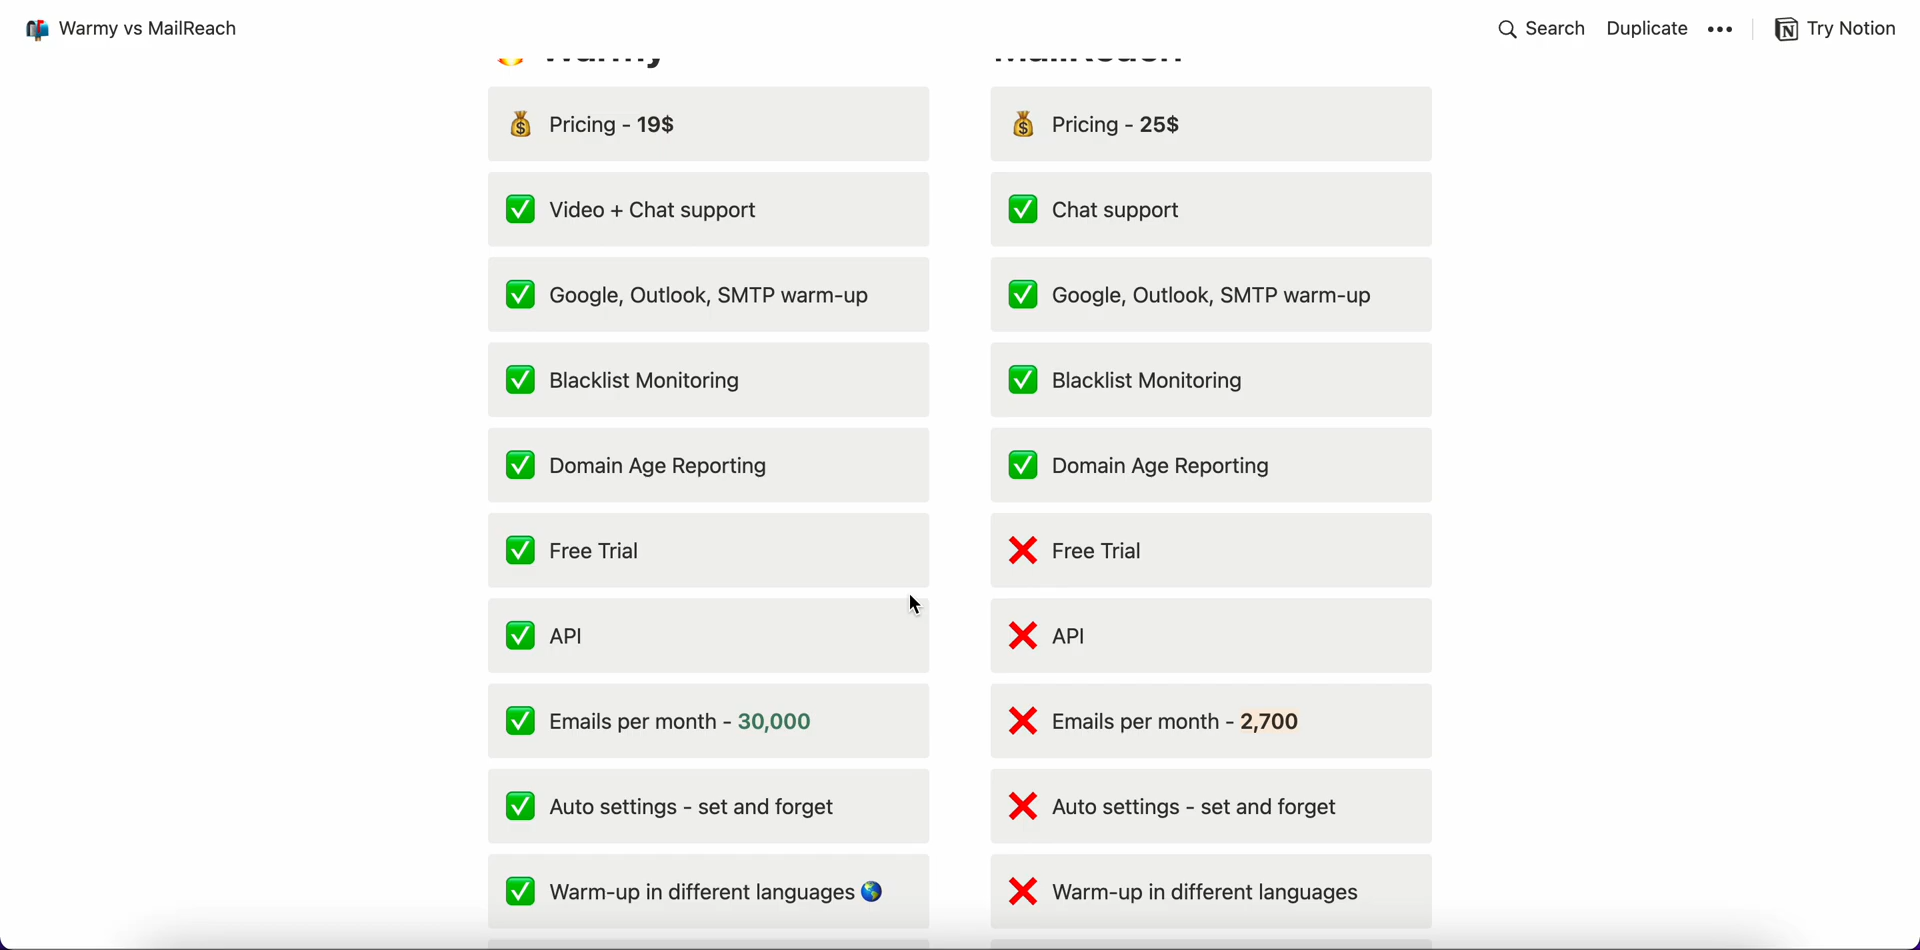 Warmy vs MailReach
Search Duplicate ••• Try Notion
Warmy
MailReach
Pricing - 19$
Pricing - 25$
Video + Chat support
Chat support
Google, Outlook, SMTP warm-up
Google, Outlook, SMTP warm-up
Blacklist Monitoring
Blacklist Monitoring
Domain Age Reporting
Domain Age Reporting
Free Trial
Free Trial
API
API
Emails per month - 30,000
Emails per month - 2,700
Auto settings - set and forget
Auto settings - set and forget
Warm-up in different languages
Warm-up in different languages